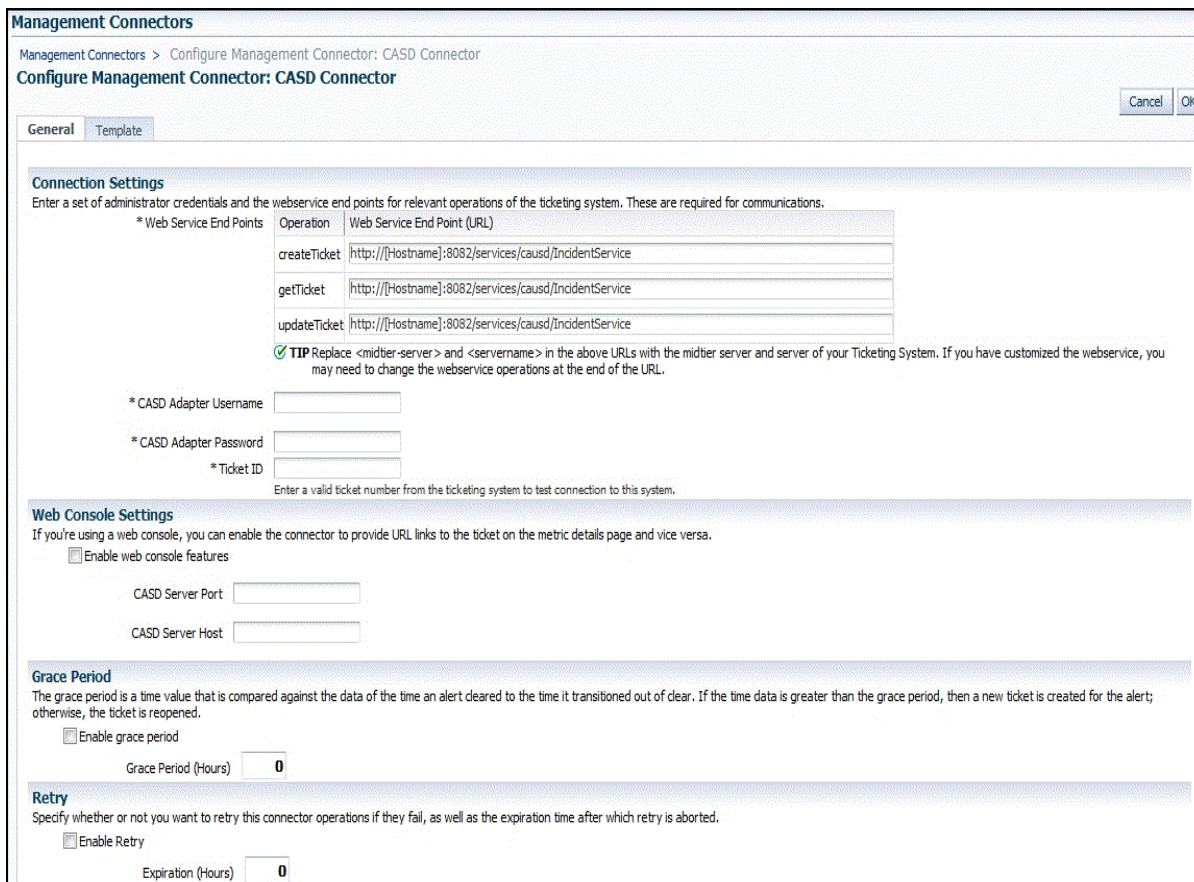 Management Connectors
Management Connectors > Configure Management Connector: CASD Connector
Configure Management Connector: CASD Connector
Cancel OK
General Template
Connection Settings
Enter a set of administrator credentials and the webservice end points for relevant operations of the ticketing system. These are required for communications.
* Web Service End Points Operation Web Service End Point (URL)
createTicket http://[Hostname]:8082/services/causd/IncidentService
getTicket http://[Hostname]:8082/services/causd/IncidentService
updateTicket http://[Hostname]:8082/services/causd/IncidentService
TIP Replace <midtier-server> and <servername> in the above URLs with the midtier server and server of your Ticketing System. If you have customized the webservice, you
may need to change the webservice operations at the end of the URL.
* CASD Adapter Username
* CASD Adapter Password
* Ticket ID
Enter a valid ticket number from the ticketing system to test connection to this system.
Web Console Settings
If you're using a web console, you can enable the connector to provide URL links to the ticket on the metric details page and vice versa.
Enable web console features
CASD Server Port
CASD Server Host
Grace Period
The grace period is a time value that is compared against the data of the time an alert cleared to the time it transitioned out of clear. If the time data is greater than the grace period, then a new ticket is created for the alert;
otherwise, the ticket is reopened.
Enable grace period
Grace Period (Hours) 0
Retry
Specify whether or not you want to retry this connector operations if they fail, as well as the expiration time after which retry is aborted.
Enable Retry
Expiration (Hours) 0